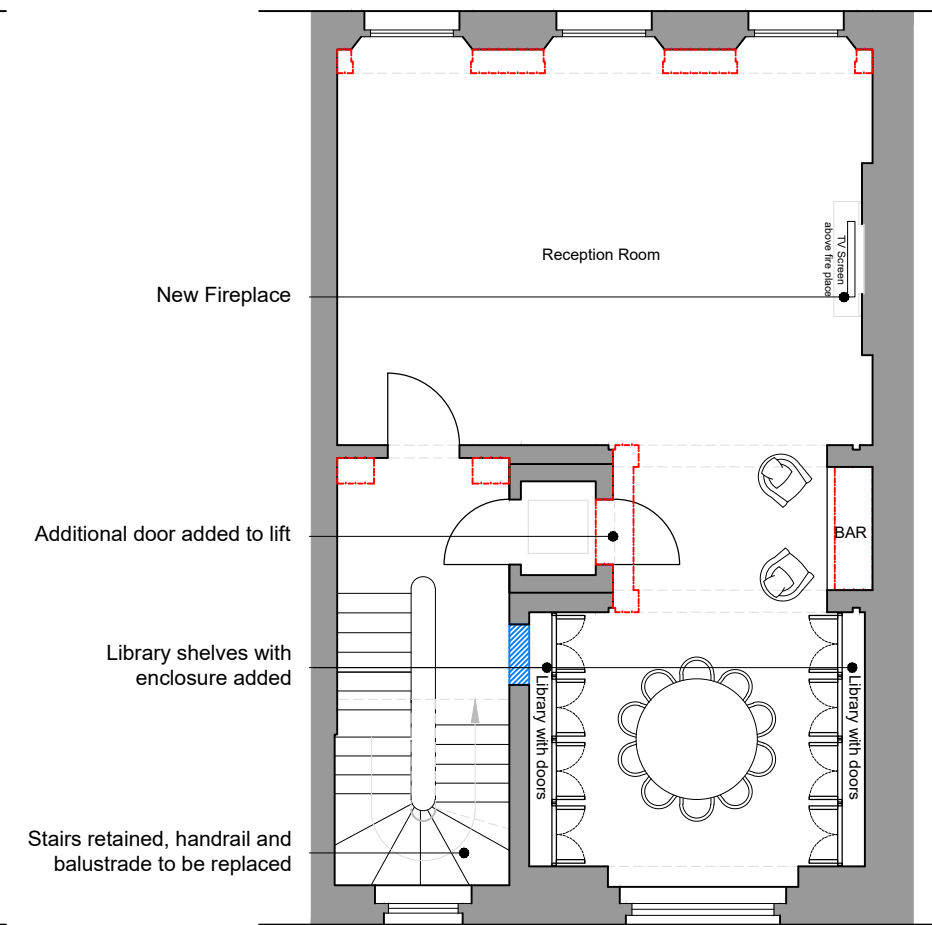 Reception Room
TV Screen
above fire place
New Fireplace
Additional door added to lift
BAR
Library shelves with
enclosure added
Library with doors
Library with doors
Stairs retained, handrail and
balustrade to be replaced